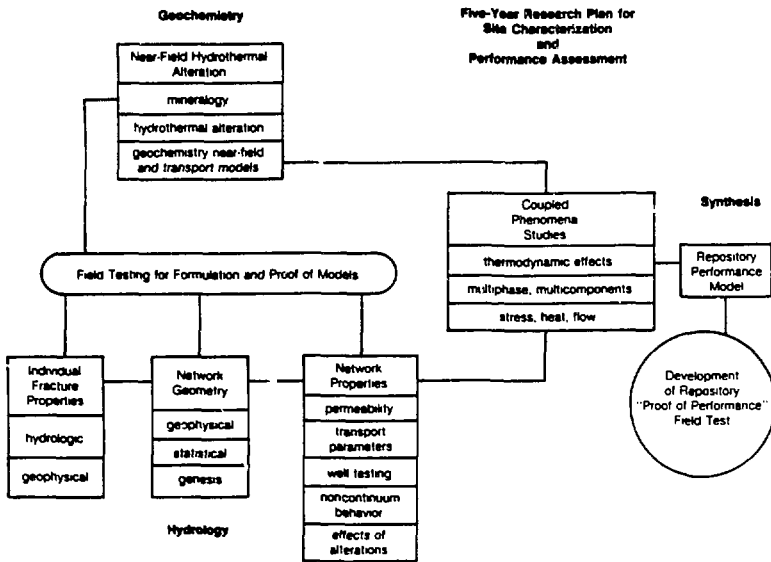 Geochemistry
Five-Year Research Plan for
Site Characterization
and
Performance Assessment
Near-Field Hydrothermal
Alteration
mineralogy
hydrothermal alteration
geochemistry near-field
and transport models
Coupled
Phenomena
Studies
thermodynamic effects
multiphase, multicomponents
stress, heat, flow
Synthesis
Repository
Performance
Model
Development
of Repository
"Proof of Performance"
Field Test
Field Testing for Formulation and Proof of Models
Individual
Fracture
Properties
hydrologic
geophysical
Network
Geometry
geophysical
statistical
genesis
Network
Properties
permeability
transport
parameters
well testing
noncontinuum
behavior
effects of
alterations
Hydrology